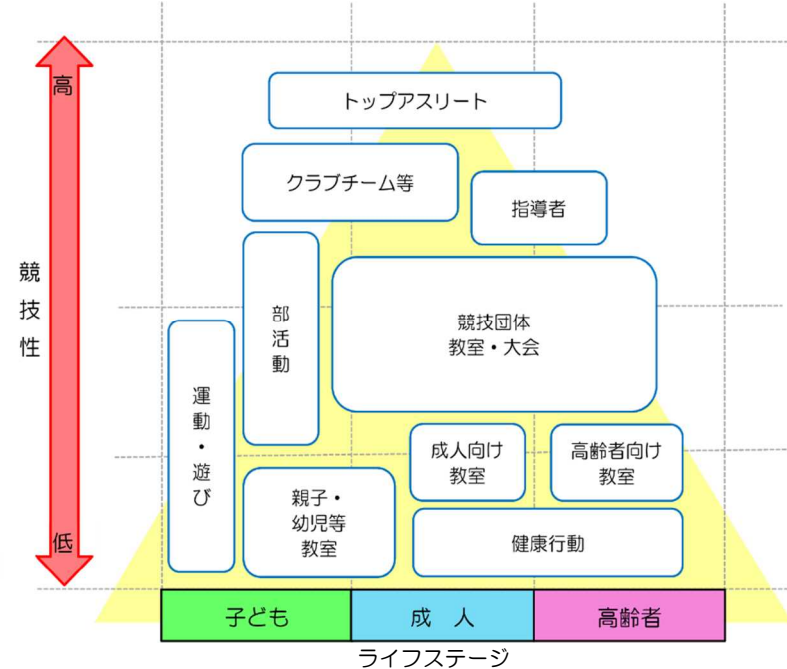 高
トップアスリート
クラブチーム等
指導者
競技性
部活動
競技団体
教室・大会
運動・遊び
成人向け
教室
高齢者向け
教室
親子・
幼児等
教室
低
健康行動
子ども
成　人
高齢者
ライフステージ